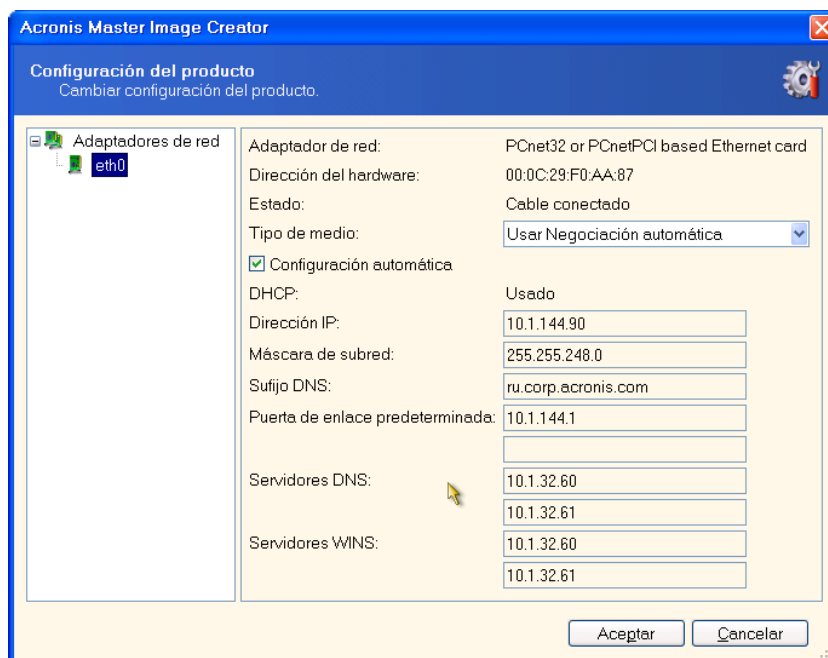 Acronis Master Image Creator
Configuración del producto
Cambiar configuración del producto.
Adaptadores de red
eth0
Adaptador de red: PCnet32 or PCnetPCI based Ethernet card
Dirección del hardware: 00:0C:29:F0:AA:87
Estado: Cable conectado
Tipo de medio: Usar Negociación automática
Configuración automática
DHCP: Usado
Dirección IP: 10.1.144.90
Máscara de subred: 255.255.248.0
Sufijo DNS: ru.corp.acronis.com
Puerta de enlace predeterminada: 10.1.144.1
Servidores DNS: 10.1.32.60
10.1.32.61
Servidores WINS: 10.1.32.60
10.1.32.61
Aceptar Cancelar